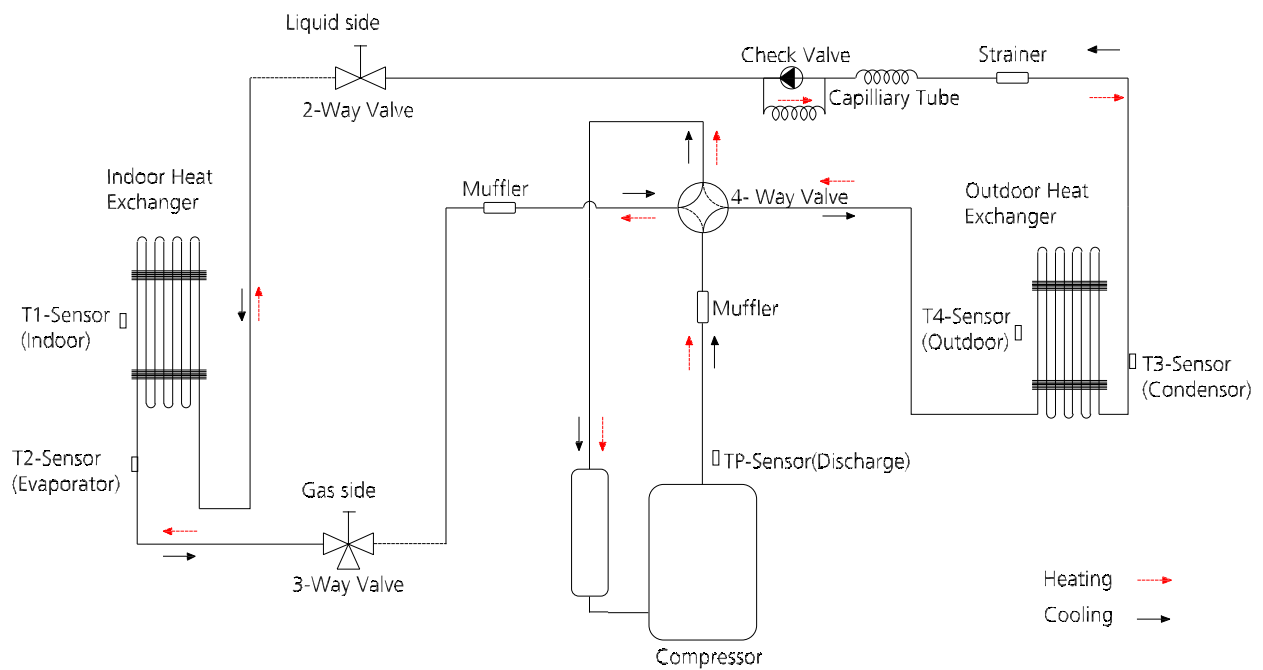 Liquid side
2-Way Valve
Check Valve
Strainer
Capilliary Tube
Indoor Heat
Exchanger
Muffler
4- Way Valve
Outdoor Heat
Exchanger
T1-Sensor
(Indoor)
Muffler
T4-Sensor
(Outdoor)
T3-Sensor
(Condensor)
T2-Sensor
(Evaporator)
TP-Sensor(Discharge)
Gas side
3-Way Valve
Heating
Cooling
Compressor